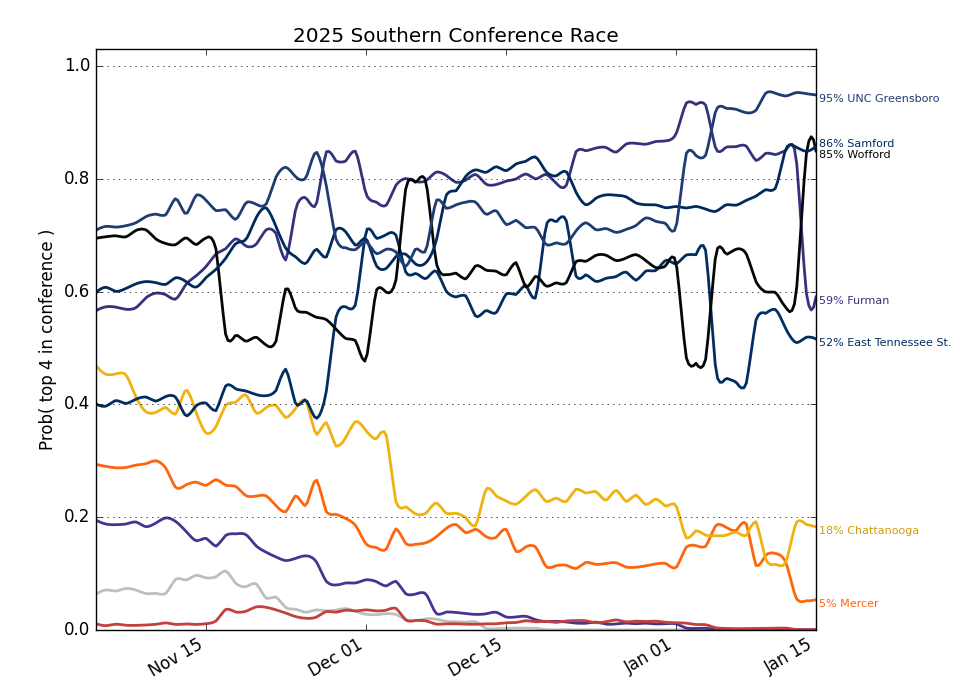 2025 Southern Conference Race
Prob( top 4 in conference )
1.0
0.8
0.6
0.4
0.2
0.0
Nov 15
Dec 01
Dec 15
Jan 01
Jan 15
95% UNC Greensboro
86% Samford
85% Wofford
59% Furman
52% East Tennessee St.
18% Chattanooga
5% Mercer